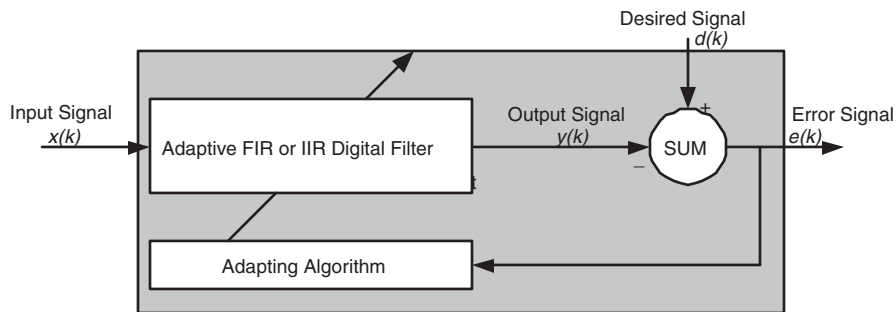 Desired Signal
d(k)
Input Signal
x(k)
Adaptive FIR or IIR Digital Filter
Output Signal
y(k)
+
−
SUM
Error Signal
e(k)
t
Adapting Algorithm